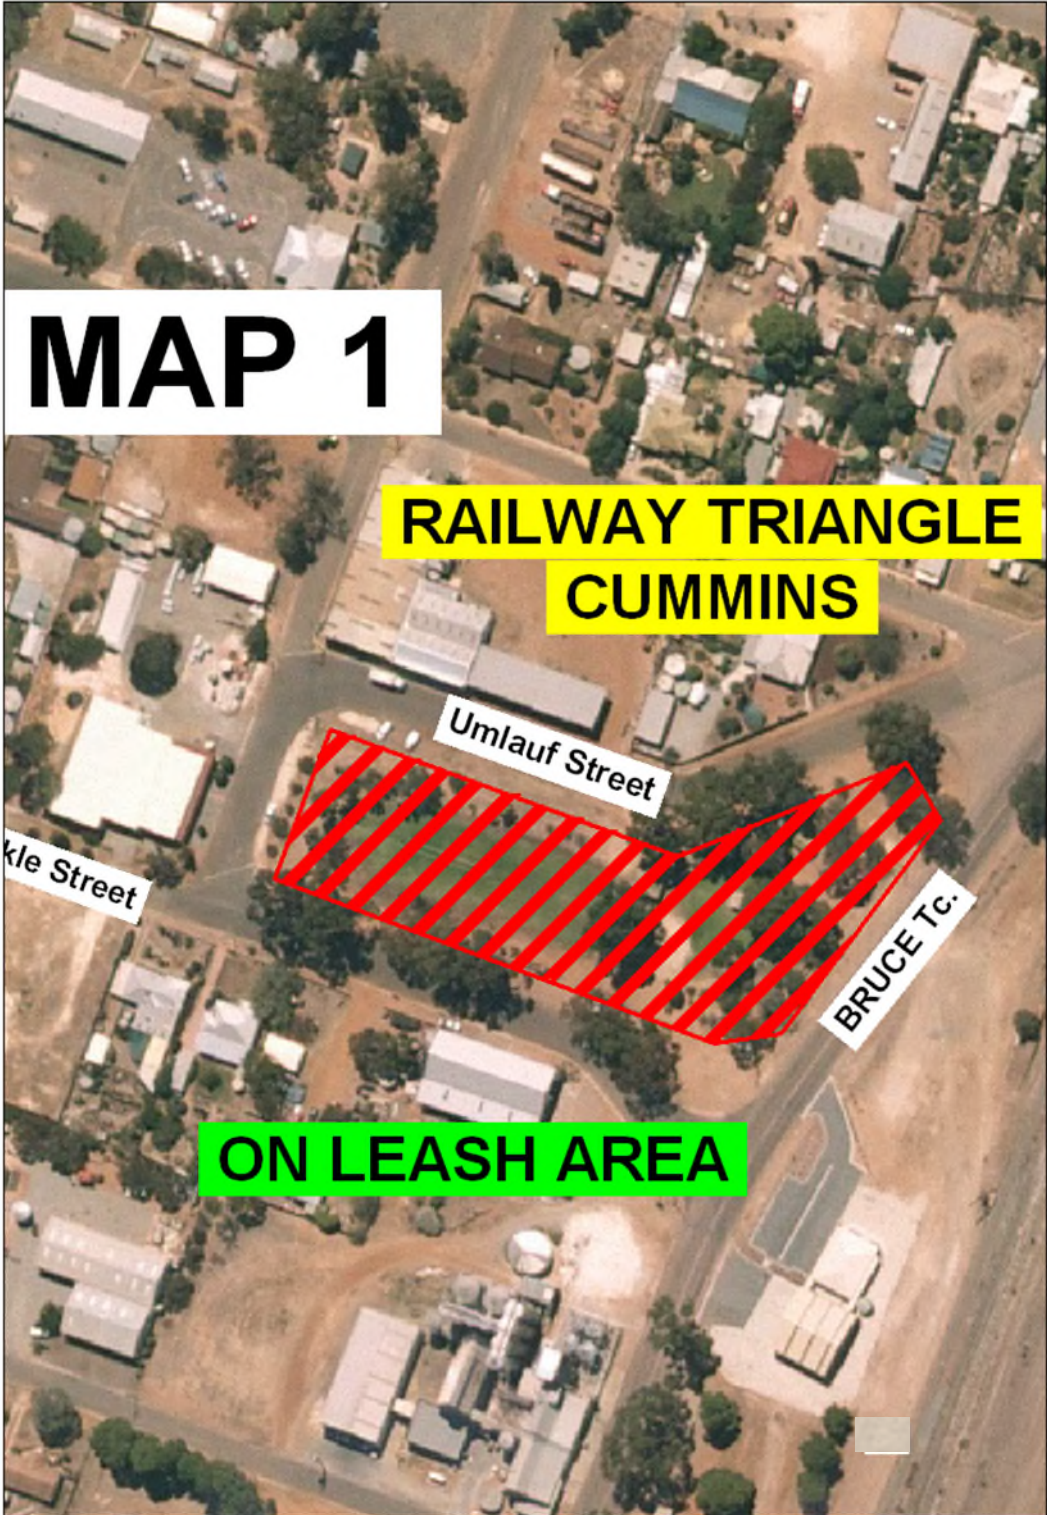 MAP 1
RAILWAY TRIANGLE
CUMMINS
Umlauf Street
kle Street
BRUCE Tc.
ON LEASH AREA